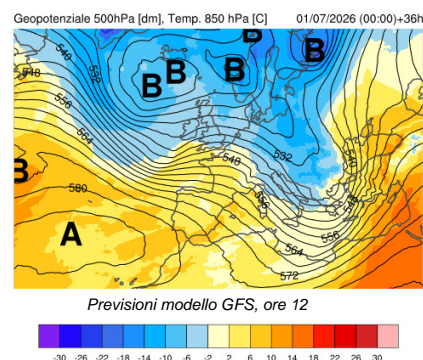 Geopotenziale 500hPa [dm], Temp. 850 hPa [C] 01/07/2026 (00:00)+36h
B
540
B
532
B
B
B
548
556
564
548
532
540
B
580
556
548
A
556
564
572
Previsioni modello GFS, ore 12
-30 -26 -22 -18 -14 -10 -6 -2 2 6 10 14 18 22 26 30